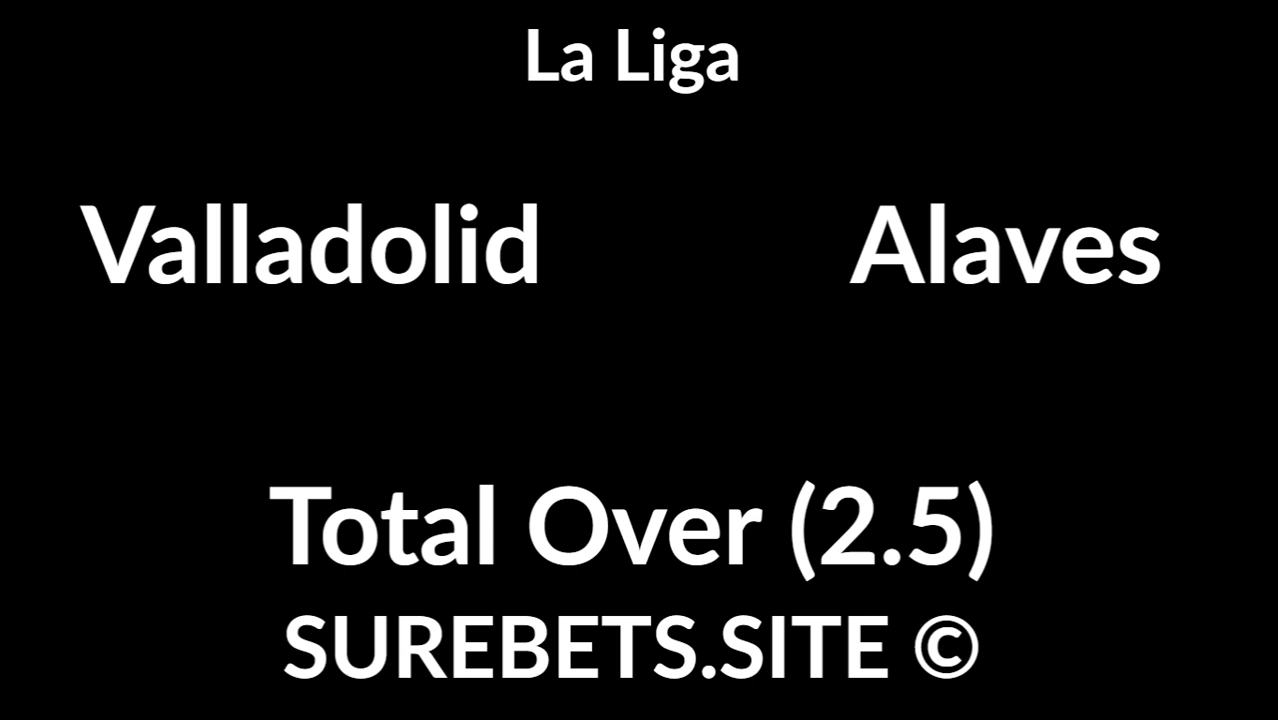 La Liga
Valladolid Alaves
Total Over (2.5)
SUREBETS.SITE ©